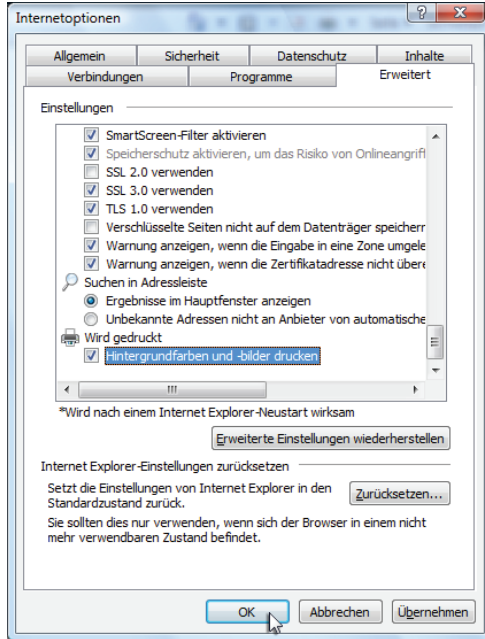 Internetoptionen
Allgemein Sicherheit Datenschutz Inhalte
Verbindungen Programme Erweitert
Einstellungen
SmartScreen-Filter aktivieren
Speicherschutz aktivieren, um das Risiko von Onlineangriff
SSL 2.0 verwenden
SSL 3.0 verwenden
TLS 1.0 verwenden
Verschlüsselte Seiten nicht auf dem Datenträger speichern
Warnung anzeigen, wenn die Eingabe in eine Zone umgele
Warnung anzeigen, wenn die Zertifikatadresse nicht übere
Suchen in Adressleiste
Ergebnisse im Hauptfenster anzeigen
Unbekannte Adressen nicht an Anbieter von automatische
Wird gedruckt
Hintergrundfarben und -bilder drucken
*Wird nach einem Internet Explorer-Neustart wirksam
Erweiterte Einstellungen wiederherstellen
Internet Explorer-Einstellungen zurücksetzen
Setzt die Einstellungen von Internet Explorer in den
Standardzustand zurück.
Zurücksetzen...
Sie sollten dies nur verwenden, wenn sich der Browser in einem nicht
mehr verwendbaren Zustand befindet.
OK Abbrechen Übernehmen